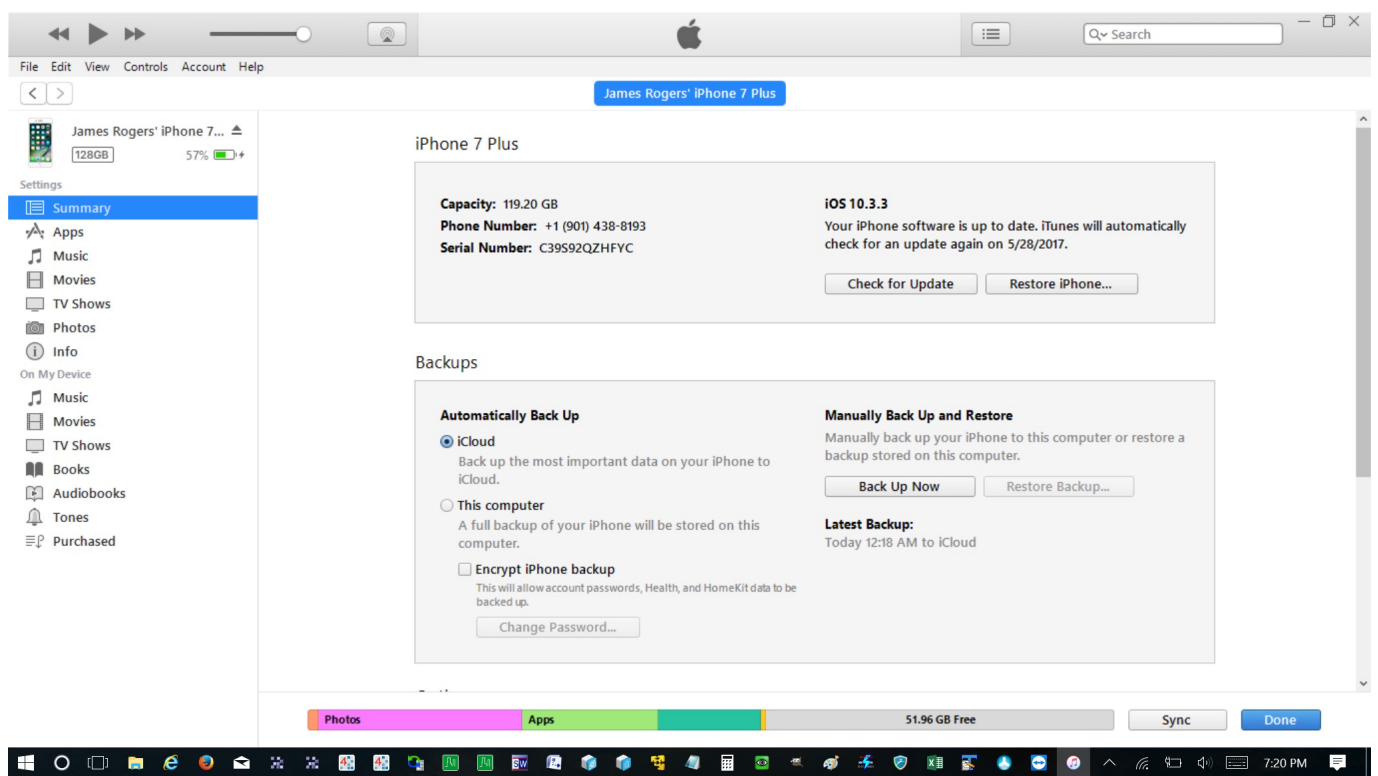 Search
File Edit View Controls Account Help
James Rogers' iPhone 7 Plus
James Rogers' iPhone 7...
128GB 57%
Settings
Summary
Apps
Music
Movies
TV Shows
Photos
Info
On My Device
Music
Movies
TV Shows
Books
Audiobooks
Tones
Purchased
iPhone 7 Plus
Capacity: 119.20 GB
Phone Number: +1 (901) 438-8193
Serial Number: C39S92QZHFYC
iOS 10.3.3
Your iPhone software is up to date. iTunes will automatically
check for an update again on 5/28/2017.
Check for Update Restore iPhone...
Backups
Automatically Back Up
iCloud
Back up the most important data on your iPhone to
iCloud.
This computer
A full backup of your iPhone will be stored on this
computer.
Encrypt iPhone backup
This will allow account passwords, Health, and HomeKit data to be
backed up.
Change Password...
Manually Back Up and Restore
Manually back up your iPhone to this computer or restore a
backup stored on this computer.
Back Up Now Restore Backup...
Latest Backup:
Today 12:18 AM to iCloud
Photos Apps 51.96 GB Free Sync Done
7:20 PM